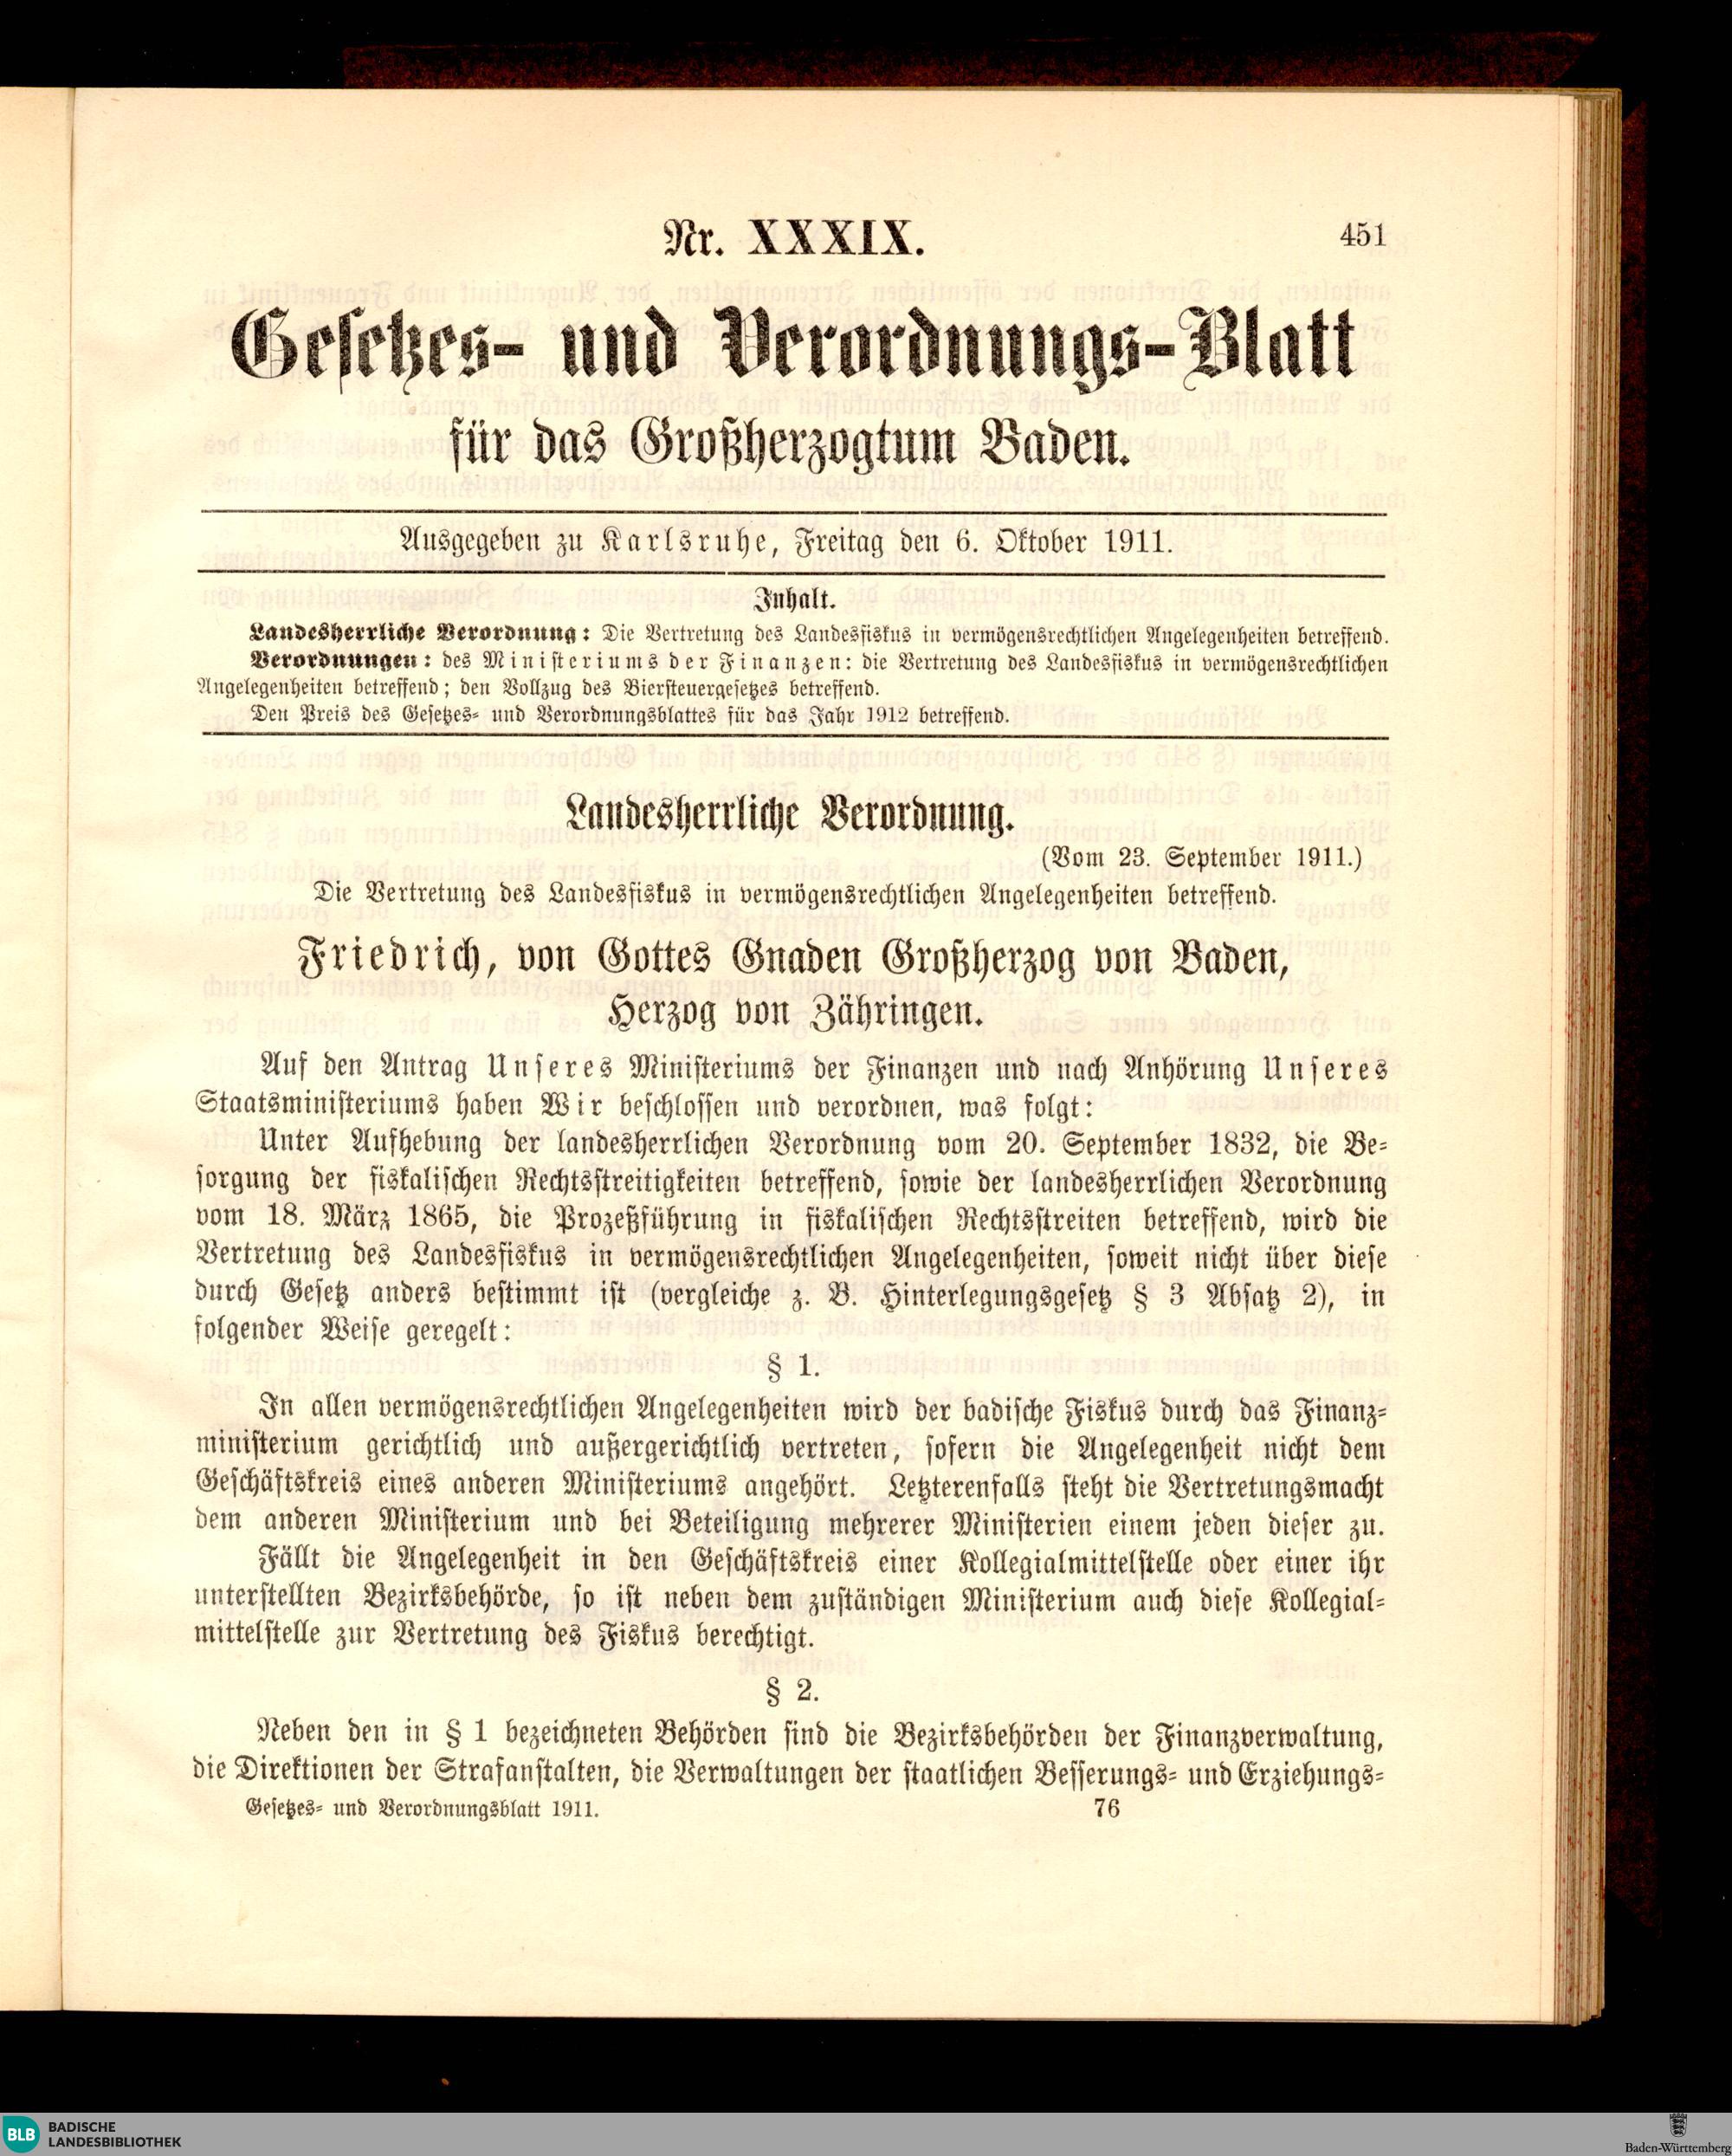 Nr. XXXIX.
451
Gesetzes- und Verordnungs-Blatt
für das Großherzogtum Baden.
Ausgegeben zu Karlsruhe, Freitag den 6. Oktober 1911.
Inhalt.
Landesherrliche Verordnung: Die Vertretung des Landesfiskus in vermögensrechtlichen Angelegenheiten betreffend.
Verordnungen: des Ministeriums der Finanzen: die Vertretung des Landesfiskus in vermögensrechtlichen
Angelegenheiten betreffend; den Vollzug des Biersteuergesetzes betreffend.
Den Preis des Gesetzes- und Verordnungsblattes für das Jahr 1912 betreffend.
Landesherrliche Verordnung.
(Vom 23. September 1911.)
Die Vertretung des Landesfiskus in vermögensrechtlichen Angelegenheiten betreffend.
Friedrich, von Gottes Gnaden Großherzog von Baden,
Herzog von Zähringen.
Auf den Antrag Unseres Ministeriums der Finanzen und nach Anhörung Unseres
Staatsministeriums haben Wir beschlossen und verordnen, was folgt:
Unter Aufhebung der landesherrlichen Verordnung vom 20. September 1832, die Be-
sorgung der fiskalischen Rechtsstreitigkeiten betreffend, sowie der landesherrlichen Verordnung
vom 18. März 1865, die Prozeßführung in fiskalischen Rechtsstreiten betreffend, wird die
Vertretung des Landesfiskus in vermögensrechtlichen Angelegenheiten, soweit nicht über diese
durch Gesetz anders bestimmt ist (vergleiche z. B. Hinterlegungsgesetz § 3 Absatz 2), in
folgender Weise geregelt:
§ 1.
In allen vermögensrechtlichen Angelegenheiten wird der badische Fiskus durch das Finanz-
ministerium gerichtlich und außergerichtlich vertreten, sofern die Angelegenheit nicht dem
Geschäftskreis eines anderen Ministeriums angehört. Letzterenfalls steht die Vertretungsmacht
dem anderen Ministerium und bei Beteiligung mehrerer Ministerien einem jeden dieser zu.
Fällt die Angelegenheit in den Geschäftskreis einer Kollegialmittelstelle oder einer ihr
unterstellten Bezirksbehörde, so ist neben dem zuständigen Ministerium auch diese Kollegial-
mittelstelle zur Vertretung des Fiskus berechtigt.
§ 2.
Neben den in § 1 bezeichneten Behörden sind die Bezirksbehörden der Finanzverwaltung,
die Direktionen der Strafanstalten, die Verwaltungen der staatlichen Besserungs- und Erziehungs-
Gesetzes- und Verordnungsblatt 1911.
76
BLB
BADISCHE
LANDESBIBLIOTHEK
Baden-Württemberg